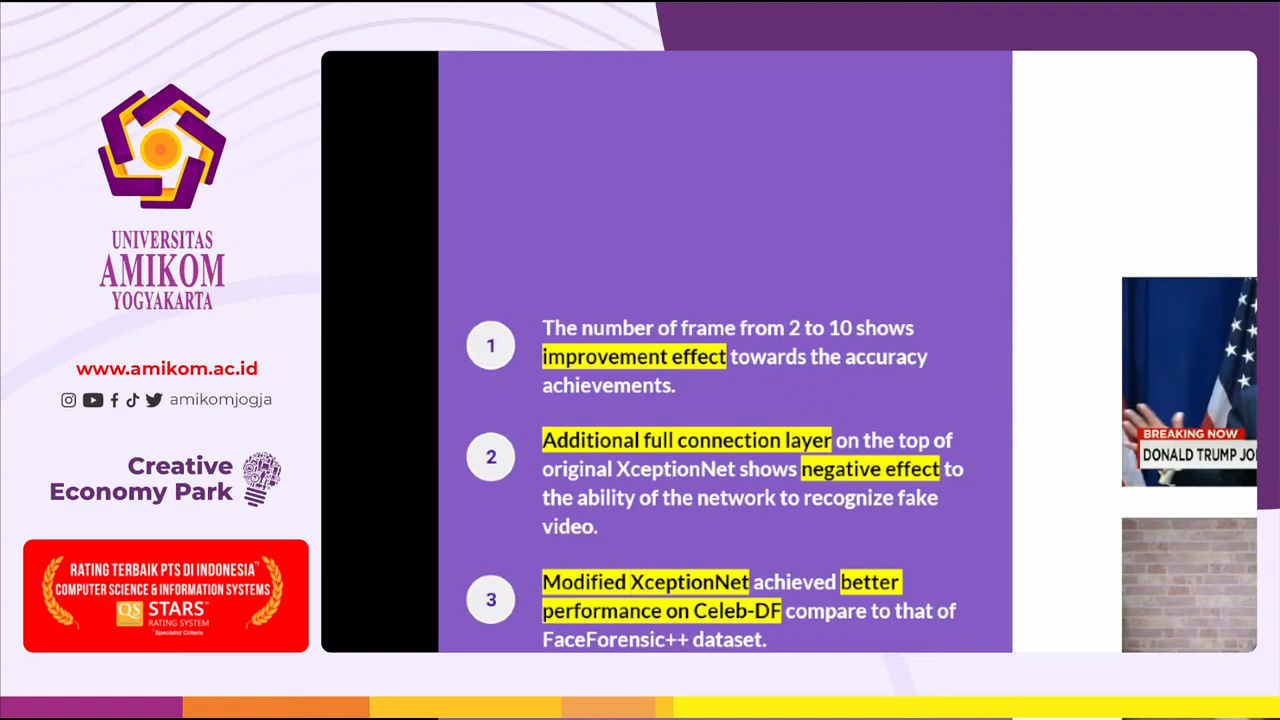 UNIVERSITAS
AMIKOM
YOGYAKARTA
www.amikom.ac.id
amikomjogja
Creative
Economy Park
RATING TERBAIK PTS DI INDONESIA
COMPUTER SCIENCE & INFORMATION SYSTEMS
QS STARS™
RATING SYSTEM
*Specialist Criteria
1
The number of frame from 2 to 10 shows
improvement effect towards the accuracy
achievements.
2
Additional full connection layer on the top of
original XceptionNet shows negative effect to
the ability of the network to recognize fake
video.
3
Modified XceptionNet achieved better
performance on Celeb-DF compare to that of
FaceForensic++ dataset.
BREAKING NOW
DONALD TRUMP JO